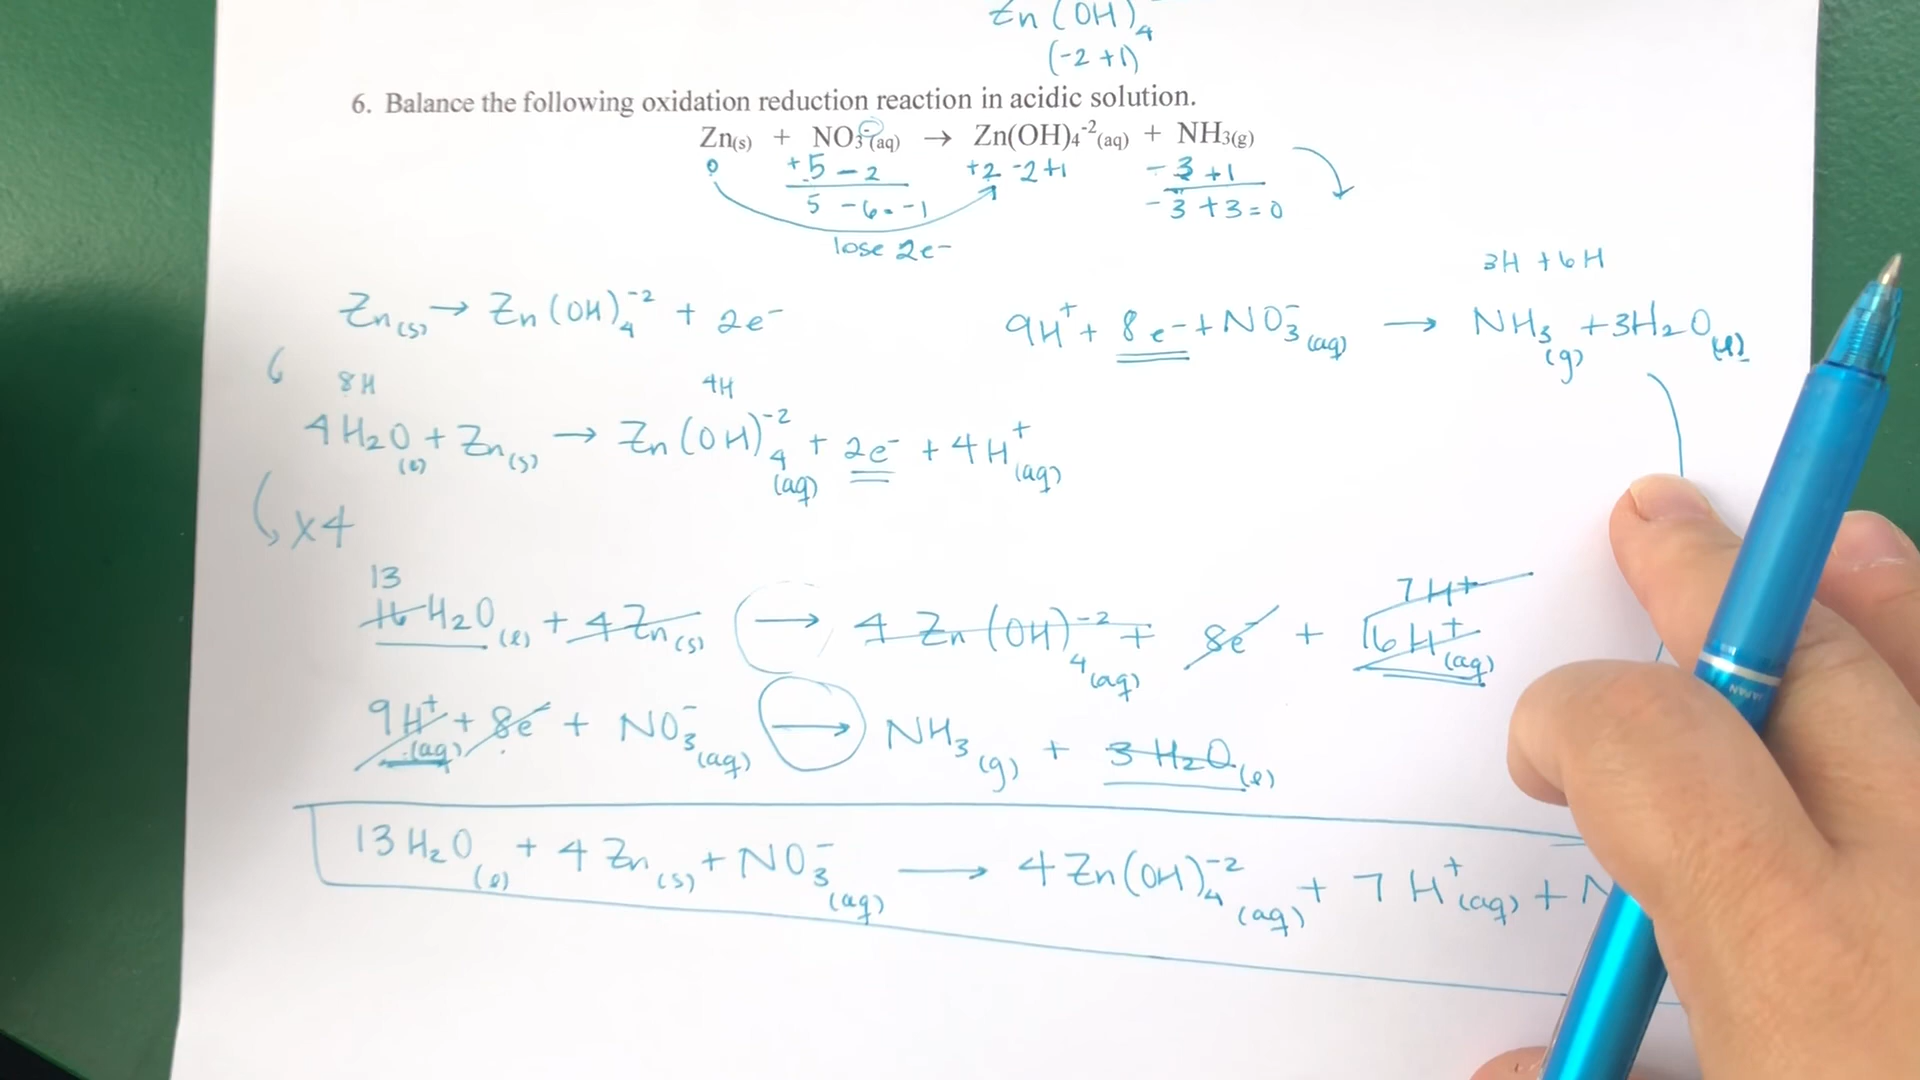 Zn(OH)₄
(-2 +1)
6. Balance the following oxidation reduction reaction in acidic solution.
Zn(s) + NO₃⁻(aq) → Zn(OH)₄⁻²(aq) + NH₃(g)
0 +5 -2 +2 -2+1 -3 +1
5 -6 = -1 -3 +3 = 0
lose 2e⁻
3H + 6H
Zn(s) → Zn(OH)₄⁻² + 2e⁻ 9H⁺ + 8e⁻ + NO₃⁻(aq) → NH₃(g) + 3H₂O(l)
8H 4H
4H₂O(l) + Zn(s) → Zn(OH)₄⁻²(aq) + 2e⁻ + 4H⁺(aq)
x4
13 7H⁺
16 H₂O(l) + 4Zn(s) → 4 Zn(OH)₄⁻²(aq) + 8e⁻ + 16H⁺(aq)
9H⁺(aq) + 8e⁻ + NO₃⁻(aq) → NH₃(g) + 3H₂O(l)
13H₂O(l) + 4Zn(s) + NO₃⁻(aq) → 4Zn(OH)₄⁻²(aq) + 7H⁺(aq) + N